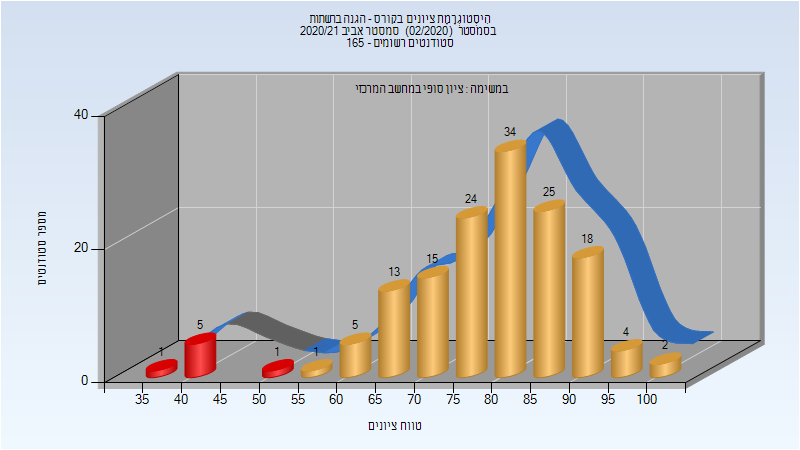 היסטוגרמת ציונים בקורס - הגנה ברשתות
בסמסטר (02/2020) סמסטר אביב 2020/21
סטודנטים רשומים - 165
במשימה : ציון סופי במחשב המרכזי
מספר סטודנטים
40
20
0
1
5
1
1
5
13
15
24
34
25
18
4
2
35 40 45 50 55 60 65 70 75 80 85 90 95 100
טווח ציונים